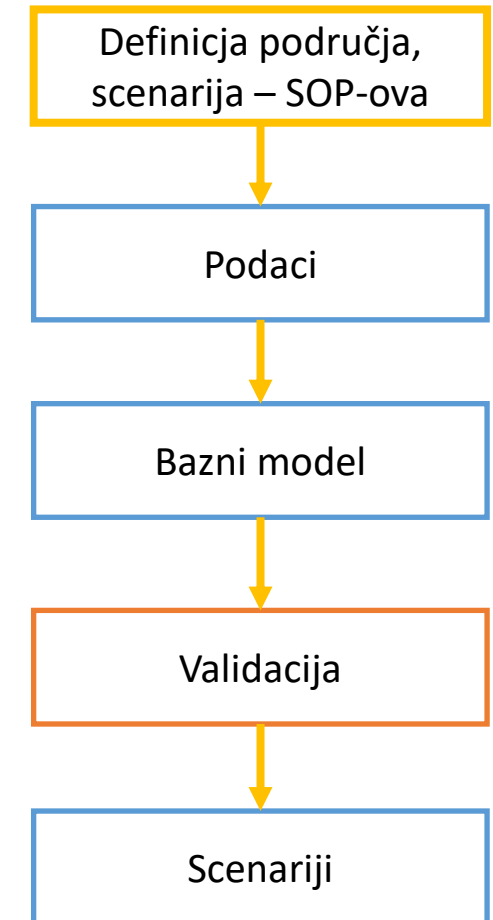 Definicja područja,
scenarija – SOP-ova
Podaci
Bazni model
Validacija
Scenariji